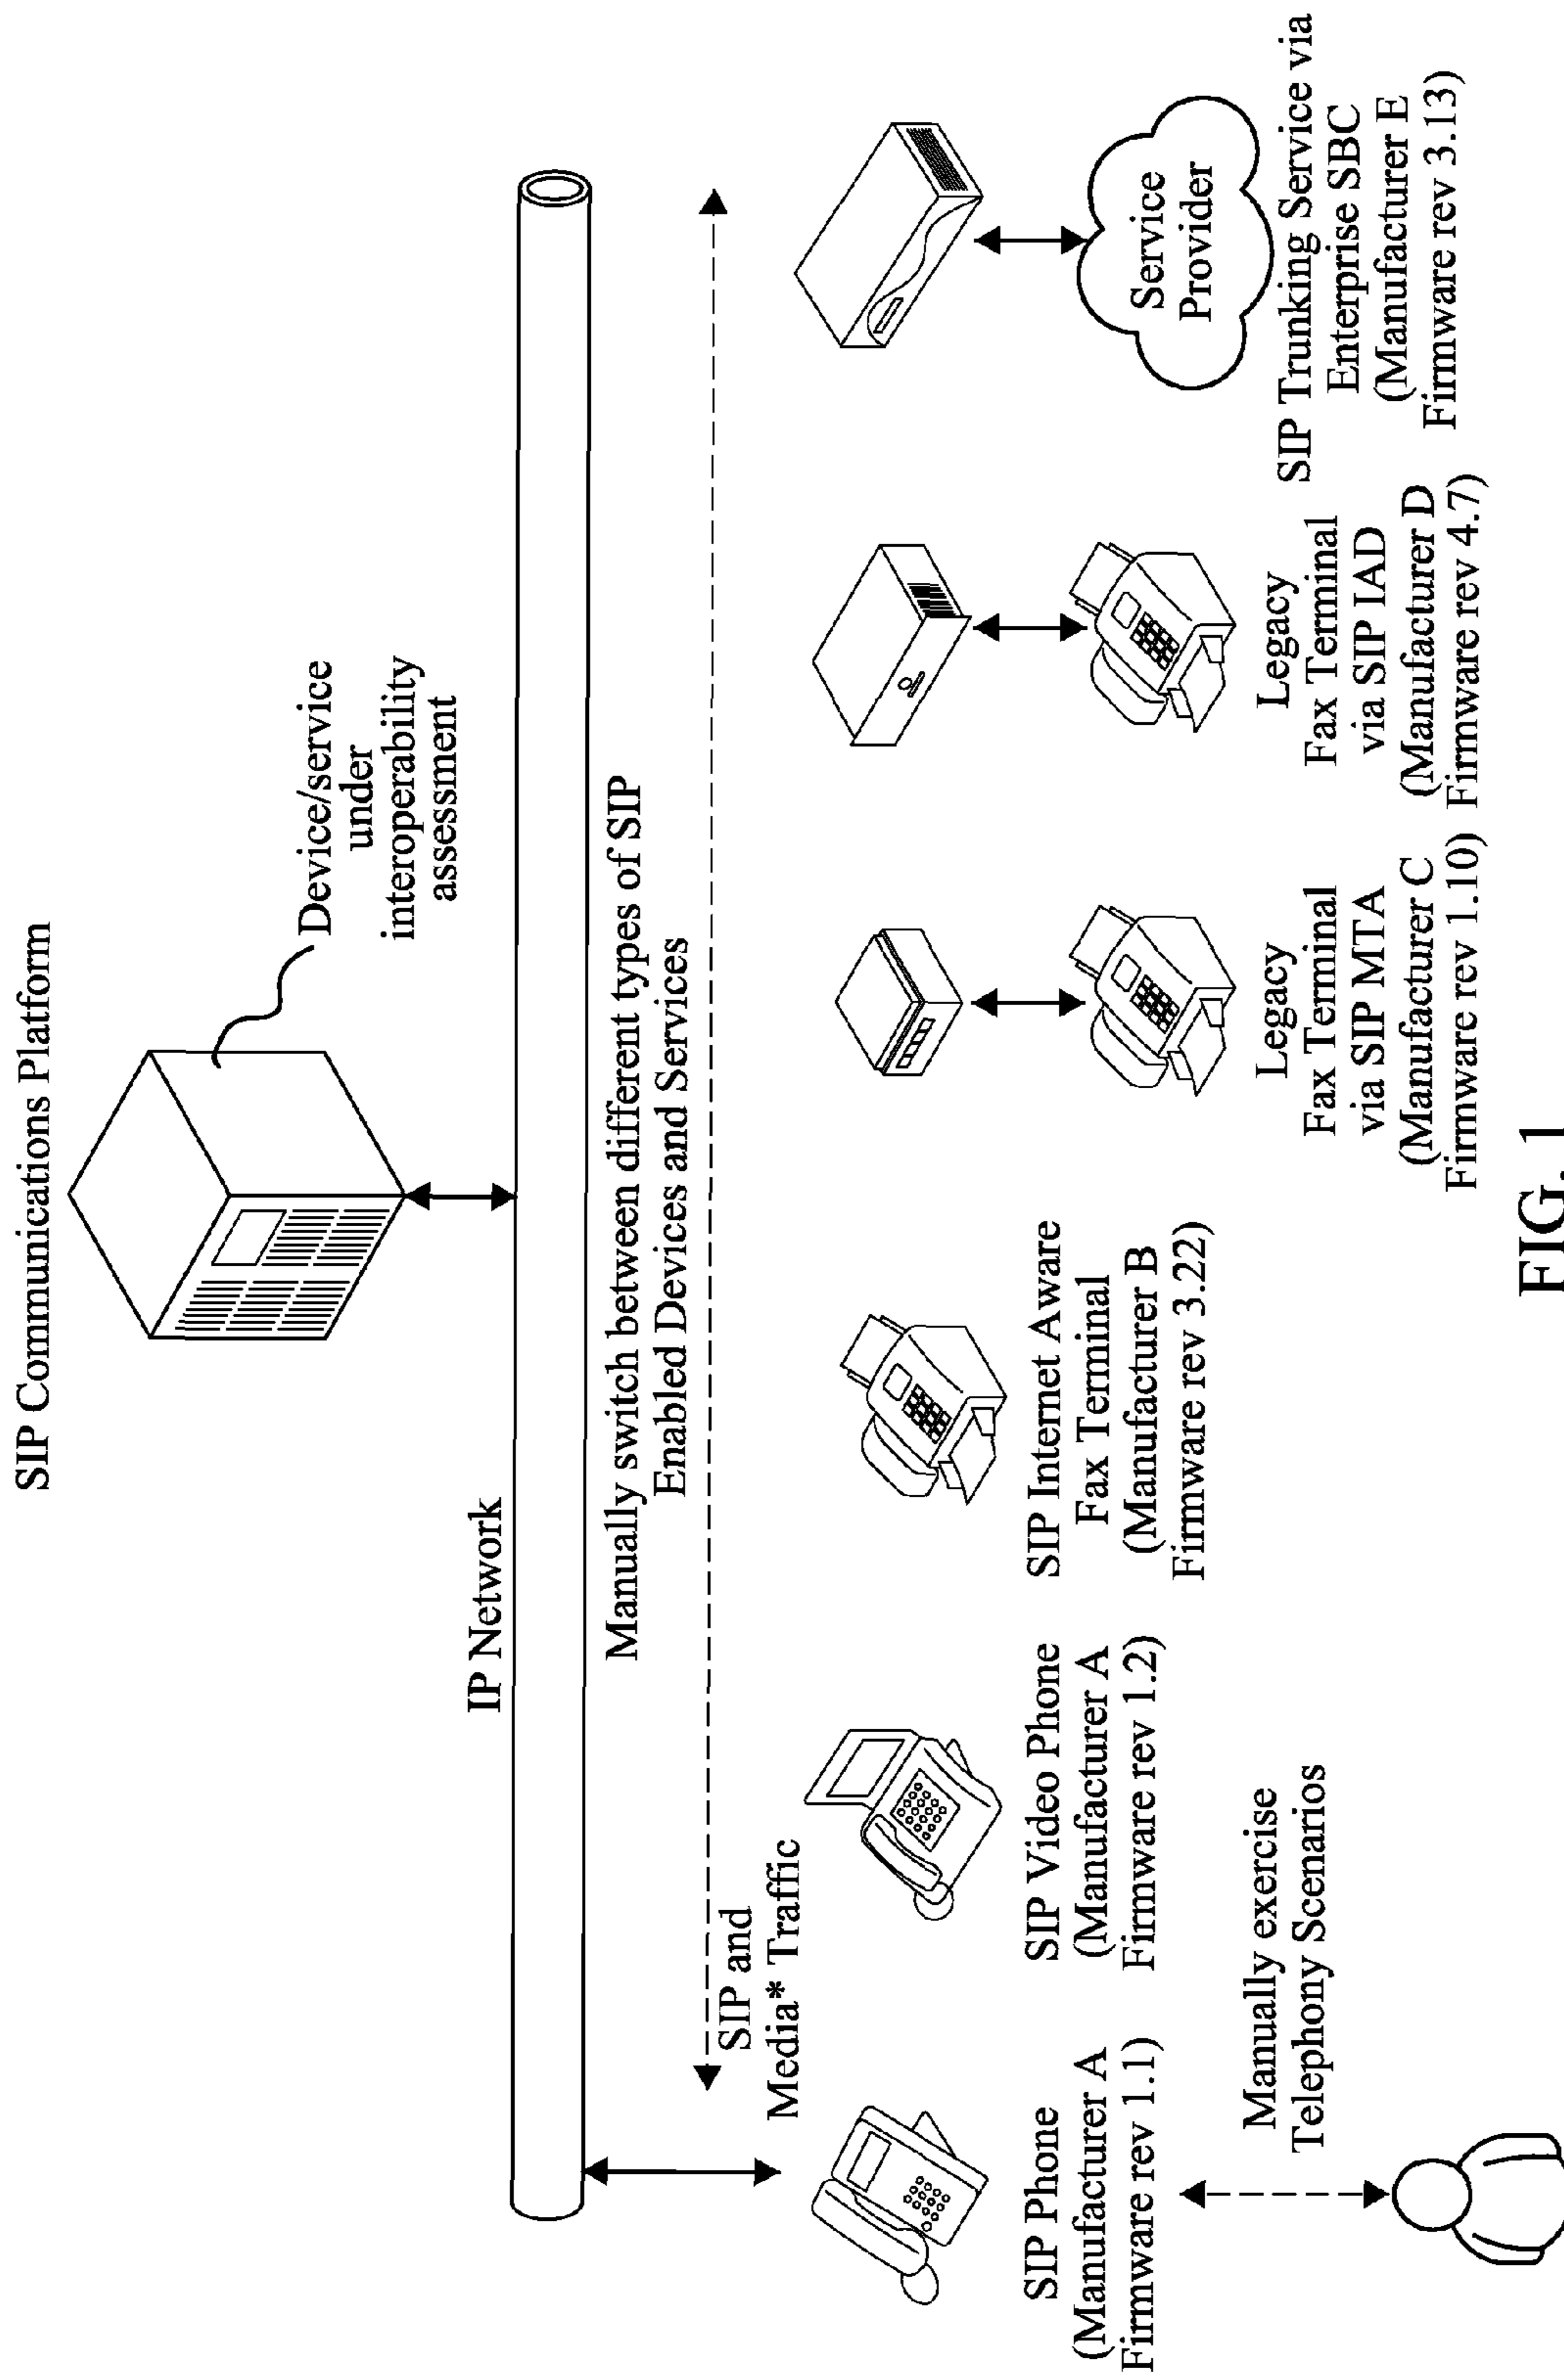 SIP Communications Platform
Device/service
under
interoperability
assessment
IP Network
Manually switch between different types of SIP
Enabled Devices and Services
SIP and
Media* Traffic
SIP Phone
(Manufacturer A
Firmware rev 1.1)
SIP Video Phone
(Manufacturer A
Firmware rev 1.2)
SIP Internet Aware
Fax Terminal
(Manufacturer B
Firmware rev 3.22)
Legacy
Fax Terminal
via SIP MTA
(Manufacturer C
Firmware rev 1.10)
Legacy
Fax Terminal
via SIP IAD
(Manufacturer D
Firmware rev 4.7)
Service
Provider
SIP Trunking Service via
Enterprise SBC
(Manufacturer E
Firmware rev 3.13)
Manually exercise
Telephony Scenarios
FIG. 1